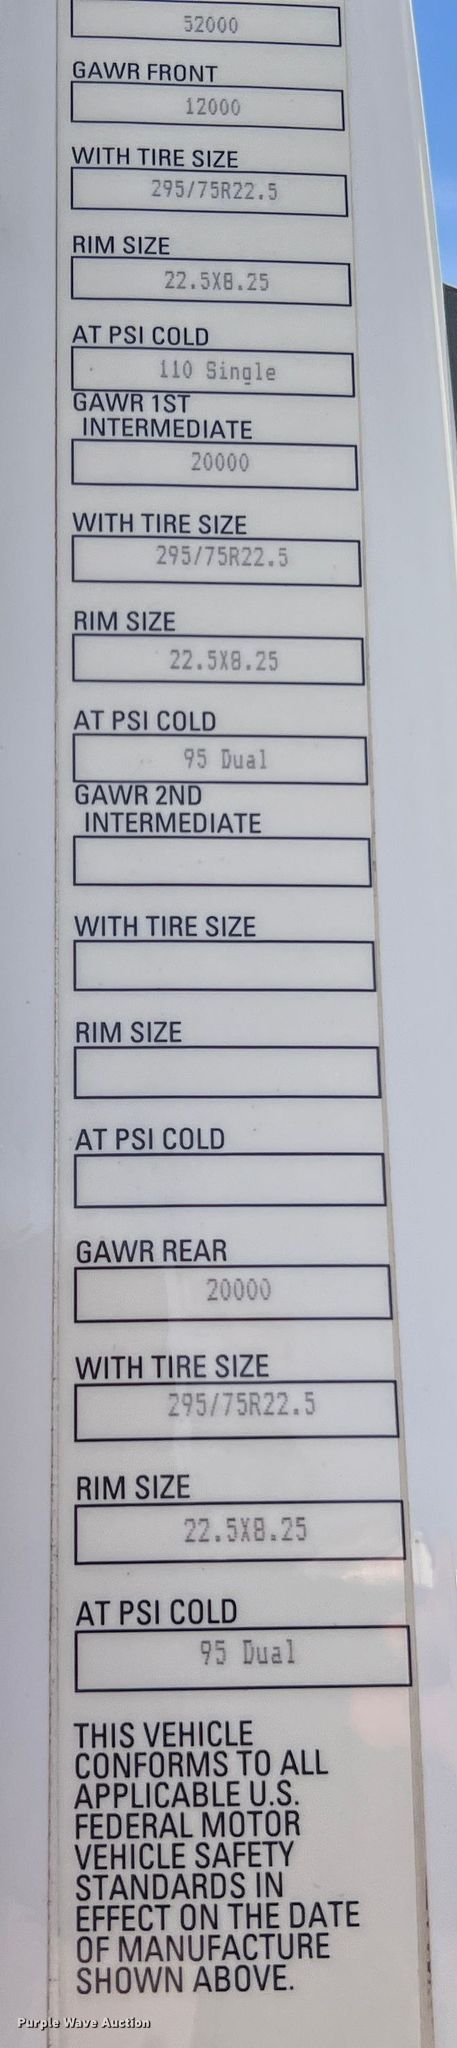 52000
GAWR FRONT
12000
WITH TIRE SIZE
295/75R22.5
RIM SIZE
22.5X8.25
AT PSI COLD
110 Single
GAWR 1ST
INTERMEDIATE
20000
WITH TIRE SIZE
295/75R22.5
RIM SIZE
22.5X8.25
AT PSI COLD
95 Dual
GAWR 2ND
INTERMEDIATE
WITH TIRE SIZE
RIM SIZE
AT PSI COLD
GAWR REAR
20000
WITH TIRE SIZE
295/75R22.5
RIM SIZE
22.5X8.25
AT PSI COLD
95 Dual
THIS VEHICLE
CONFORMS TO ALL
APPLICABLE U.S.
FEDERAL MOTOR
VEHICLE SAFETY
STANDARDS IN
EFFECT ON THE DATE
OF MANUFACTURE
SHOWN ABOVE.
Purple Wave Auction